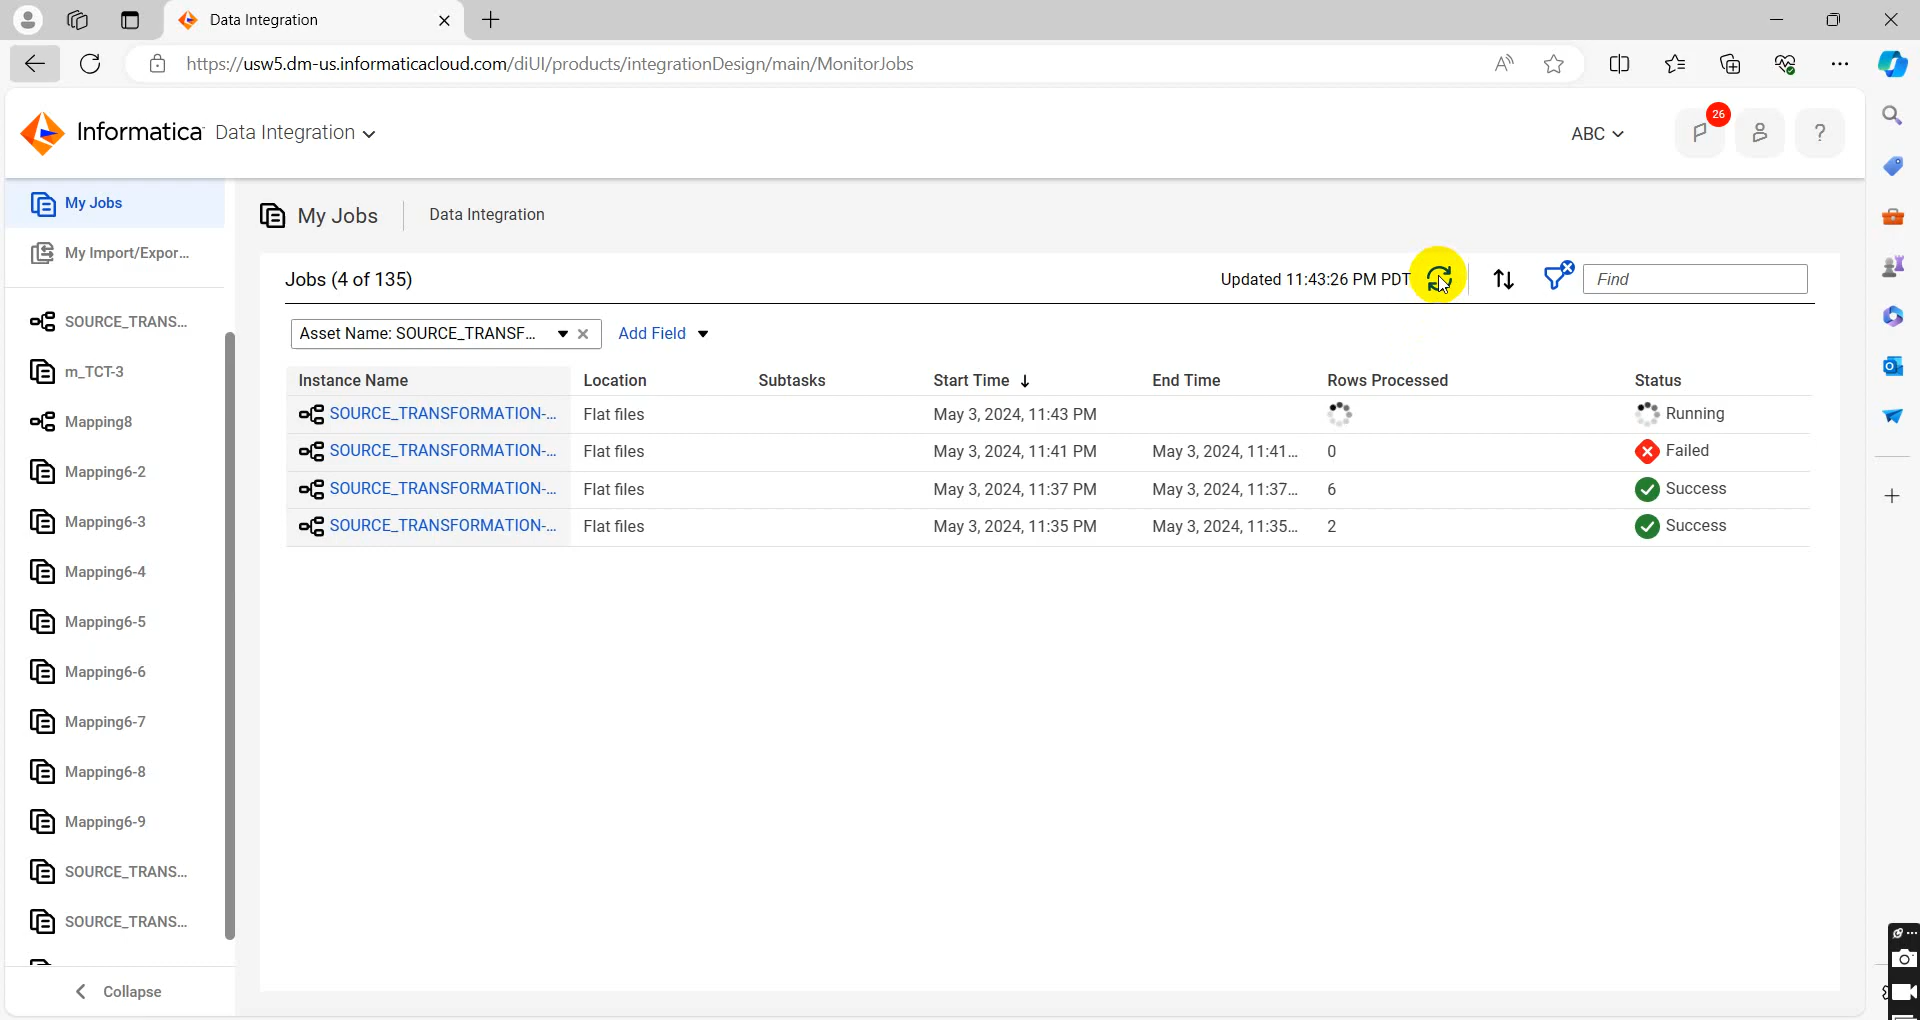 Data Integration
https://usw5.dm-us.informaticacloud.com/diUI/products/integrationDesign/main/MonitorJobs
Informatica Data Integration
ABC
26
?
My Jobs
My Import/Expor...
SOURCE_TRANS...
m_TCT-3
Mapping8
Mapping6-2
Mapping6-3
Mapping6-4
Mapping6-5
Mapping6-6
Mapping6-7
Mapping6-8
Mapping6-9
SOURCE_TRANS...
SOURCE_TRANS...
Collapse
My Jobs
Data Integration
Jobs (4 of 135)
Updated 11:43:26 PM PDT
Find
Asset Name: SOURCE_TRANSF...
Add Field
Instance Name Location Subtasks Start Time End Time Rows Processed Status
SOURCE_TRANSFORMATION-... Flat files May 3, 2024, 11:43 PM Running
SOURCE_TRANSFORMATION-... Flat files May 3, 2024, 11:41 PM May 3, 2024, 11:41... 0 Failed
SOURCE_TRANSFORMATION-... Flat files May 3, 2024, 11:37 PM May 3, 2024, 11:37... 6 Success
SOURCE_TRANSFORMATION-... Flat files May 3, 2024, 11:35 PM May 3, 2024, 11:35... 2 Success